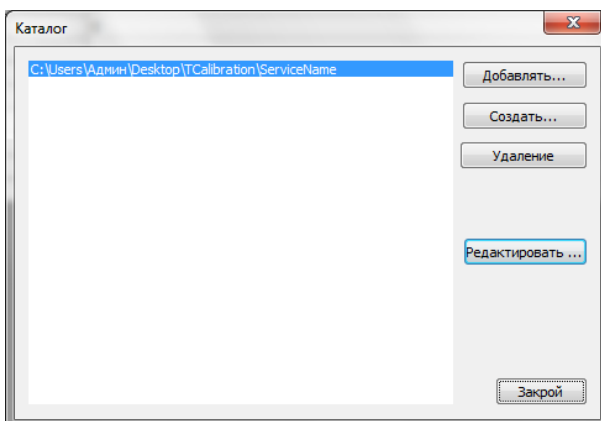 Каталог
C:\Users\Админ\Desktop\TCalibration\ServiceName
Добавлять...
Создать...
Удаление
Редактировать ...
Закрой